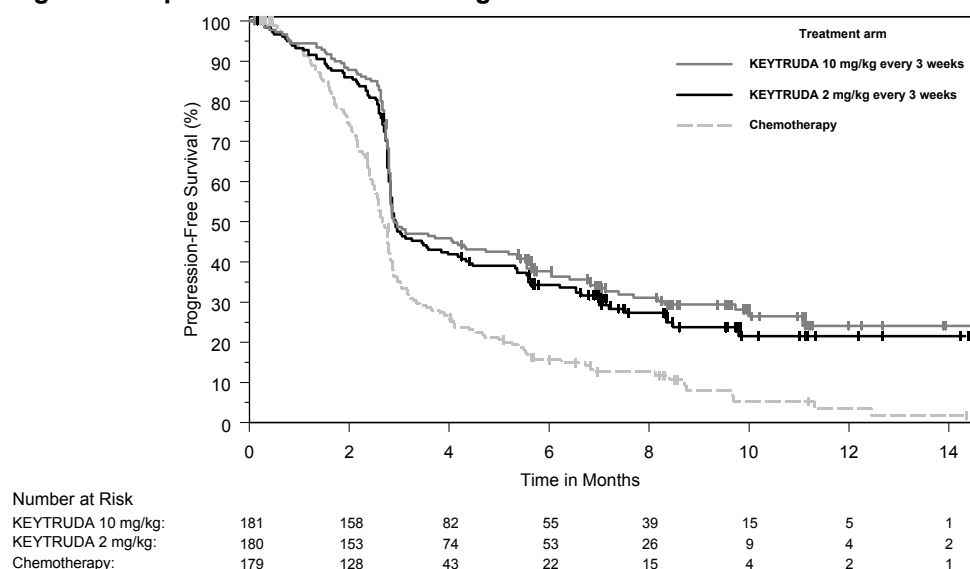 100
90
80
70
60
50
40
30
20
10
0
Progression-Free Survival (%)
Treatment arm
KEYTRUDA 10 mg/kg every 3 weeks
KEYTRUDA 2 mg/kg every 3 weeks
Chemotherapy
0 2 4 6 8 10 12 14
Time in Months
Number at Risk
KEYTRUDA 10 mg/kg: 181 158 82 55 39 15 5 1
KEYTRUDA 2 mg/kg: 180 153 74 53 26 9 4 2
Chemotherapy: 179 128 43 22 15 4 2 1